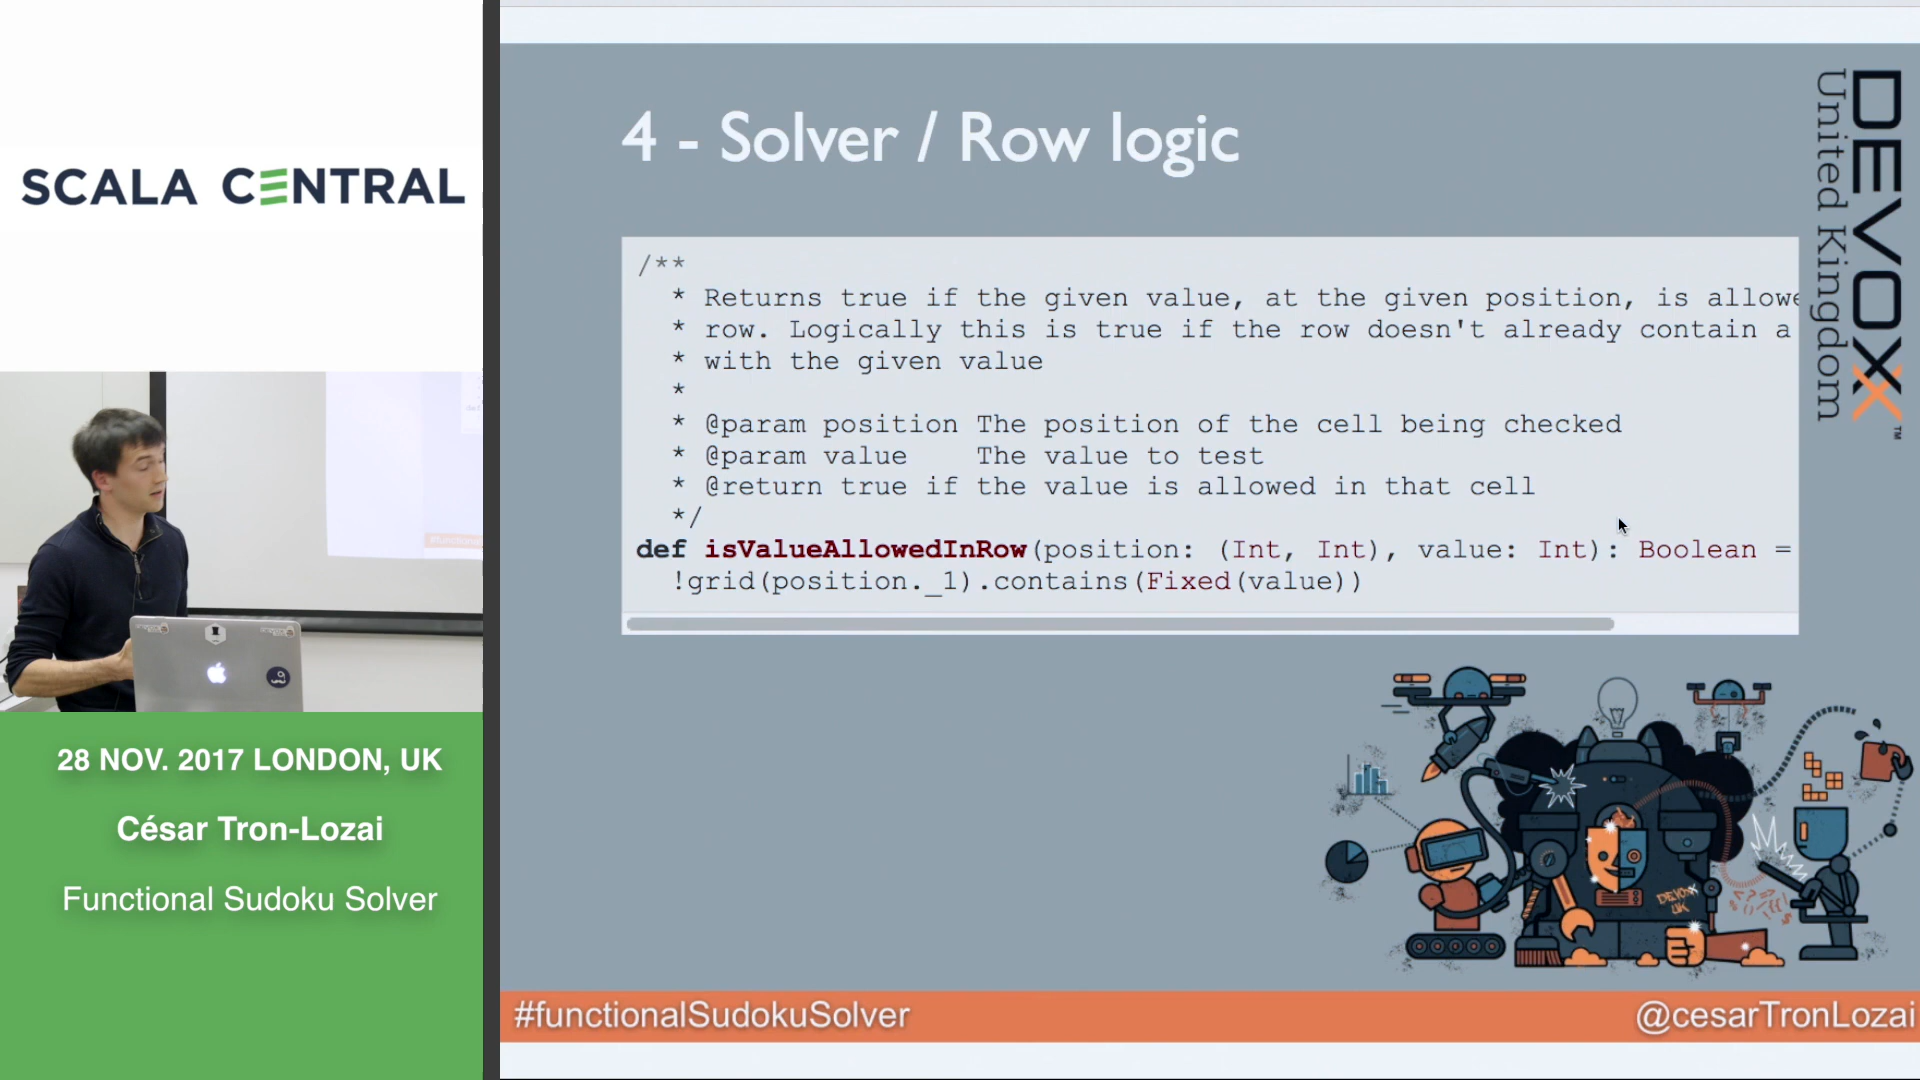 SCALA CENTRAL
28 NOV. 2017 LONDON, UK
César Tron-Lozai
Functional Sudoku Solver
4 - Solver / Row logic
/**
* Returns true if the given value, at the given position, is allowe
* row. Logically this is true if the row doesn't already contain a
* with the given value
*
* @param position The position of the cell being checked
* @param value    The value to test
* @return true if the value is allowed in that cell
*/
def isValueAllowedInRow(position: (Int, Int), value: Int): Boolean =
!grid(position._1).contains(Fixed(value))
DEVOXX™
United Kingdom
DEVOXX
UK
#functionalSudokuSolver
@cesarTronLozai